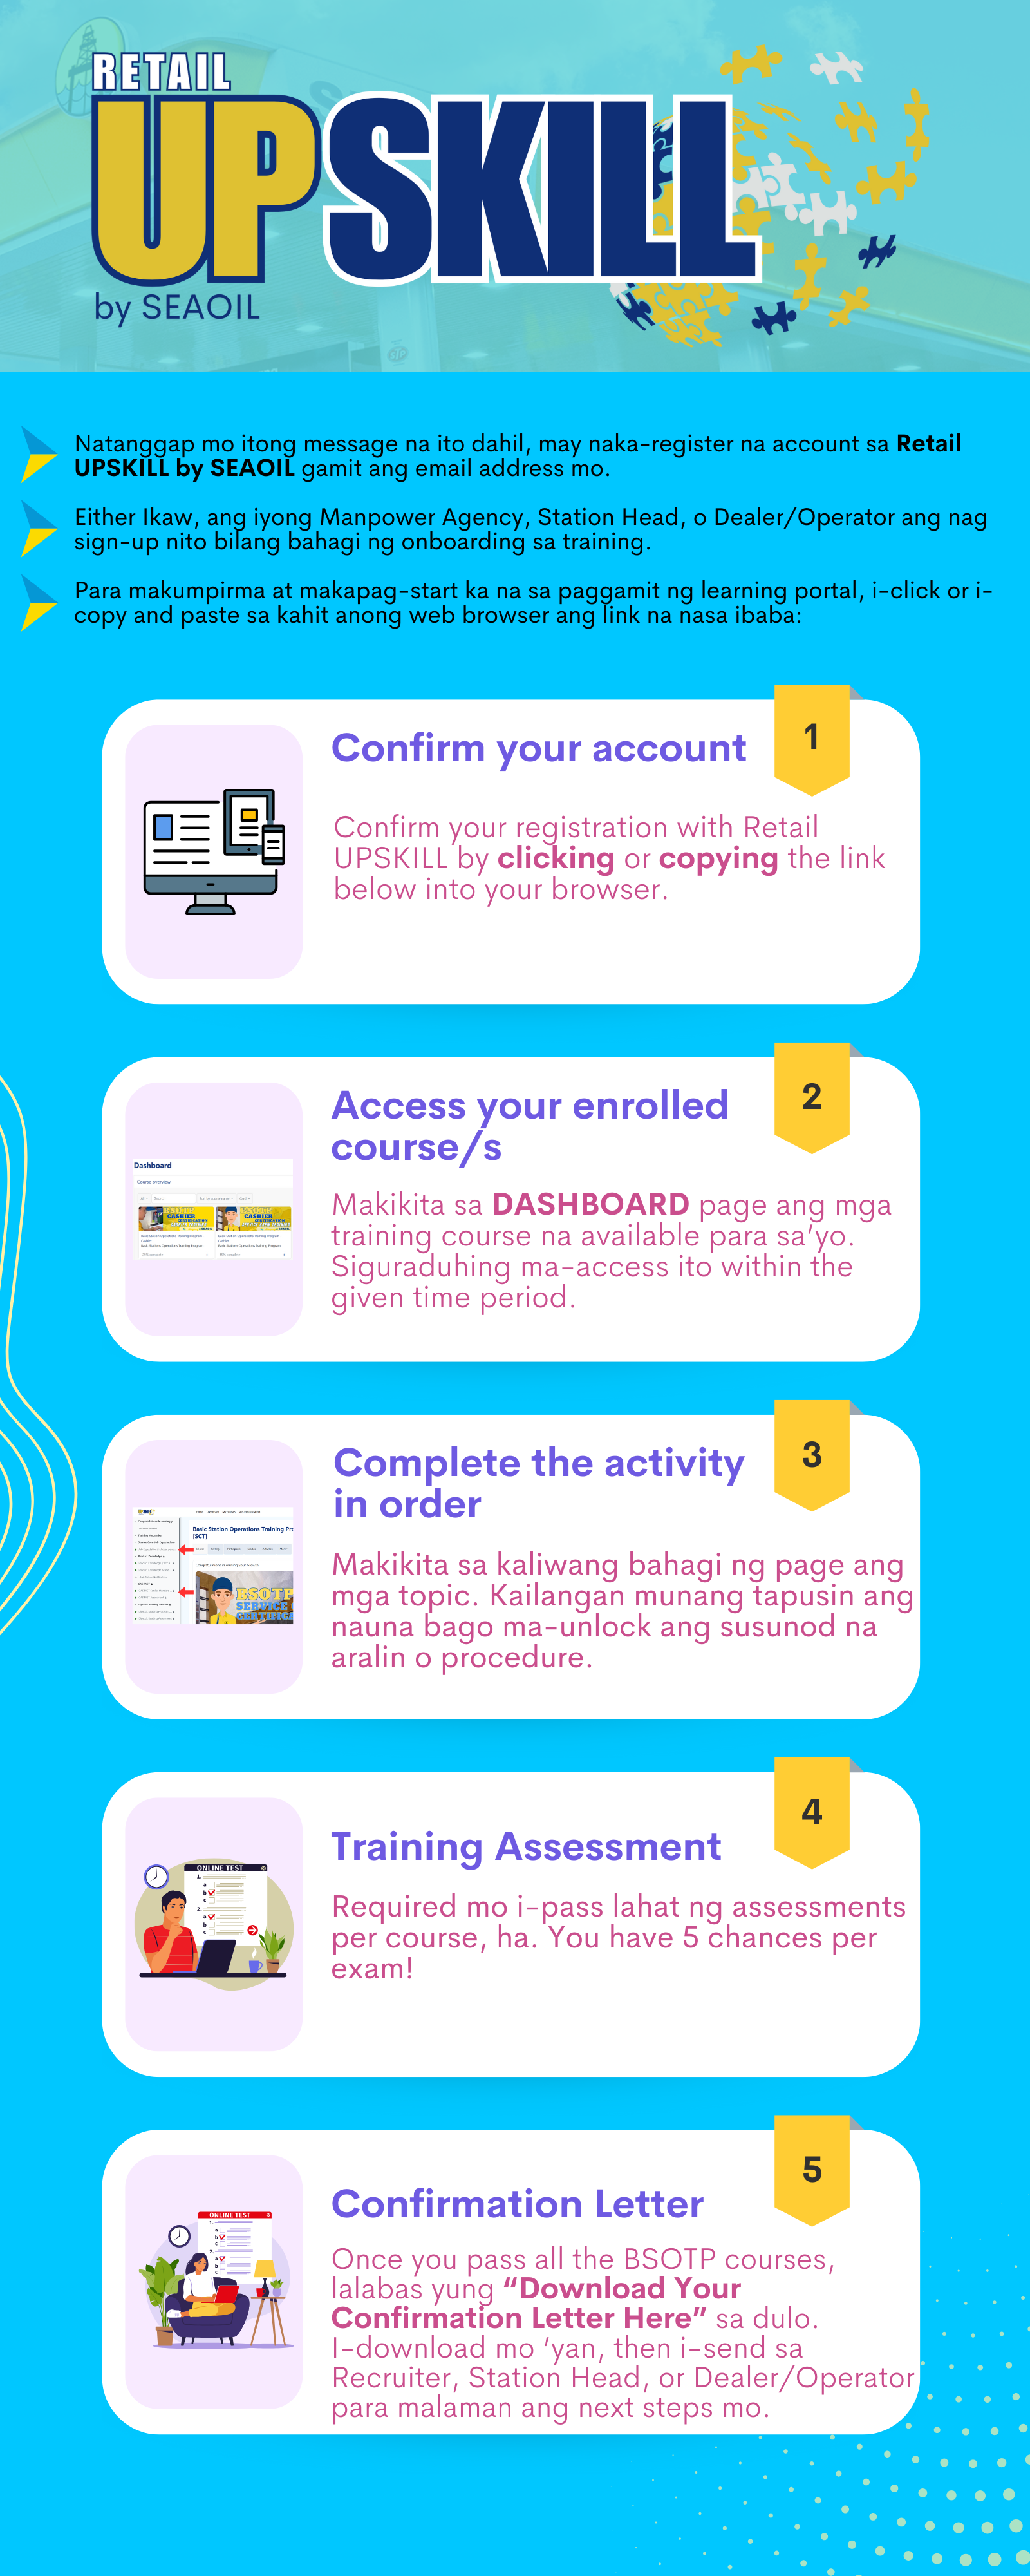 RETAIL
UPSKILL
by SEAOIL
Natanggap mo itong message na ito dahil, may naka-register na account sa Retail
UPSKILL by SEAOIL gamit ang email address mo.
Either Ikaw, ang iyong Manpower Agency, Station Head, o Dealer/Operator ang nag
sign-up nito bilang bahagi ng onboarding sa training.
Para makumpirma at makapag-start ka na sa paggamit ng learning portal, i-click or i-
copy and paste sa kahit anong web browser ang link na nasa ibaba:
1
Confirm your account
Confirm your registration with Retail
UPSKILL by clicking or copying the link
below into your browser.
2
Access your enrolled
course/s
Makikita sa DASHBOARD page ang mga
training course na available para sa'yo.
Siguraduhing ma-access ito within the
given time period.
Dashboard
Course overview
BSOTP
CASHIER
CASHIER
3
Complete the activity
in order
Makikita sa kaliwang bahagi ng page ang
mga topic. Kailangan munang tapusin ang
nauna bago ma-unlock ang susunod na
aralin o procedure.
Basic Station Operations Training Pro
[SCT]
BSOTP
SERVICE
CERTIFICA
4
Training Assessment
Required mo i-pass lahat ng assessments
per course, ha. You have 5 chances per
exam!
ONLINE TEST
1.
a
b
c
2.
a
b
c
5
Confirmation Letter
Once you pass all the BSOTP courses,
lalabas yung “Download Your
Confirmation Letter Here” sa dulo.
I-download mo 'yan, then i-send sa
Recruiter, Station Head, or Dealer/Operator
para malaman ang next steps mo.
ONLINE TEST
1.
a
b
c
2.
a
b
c